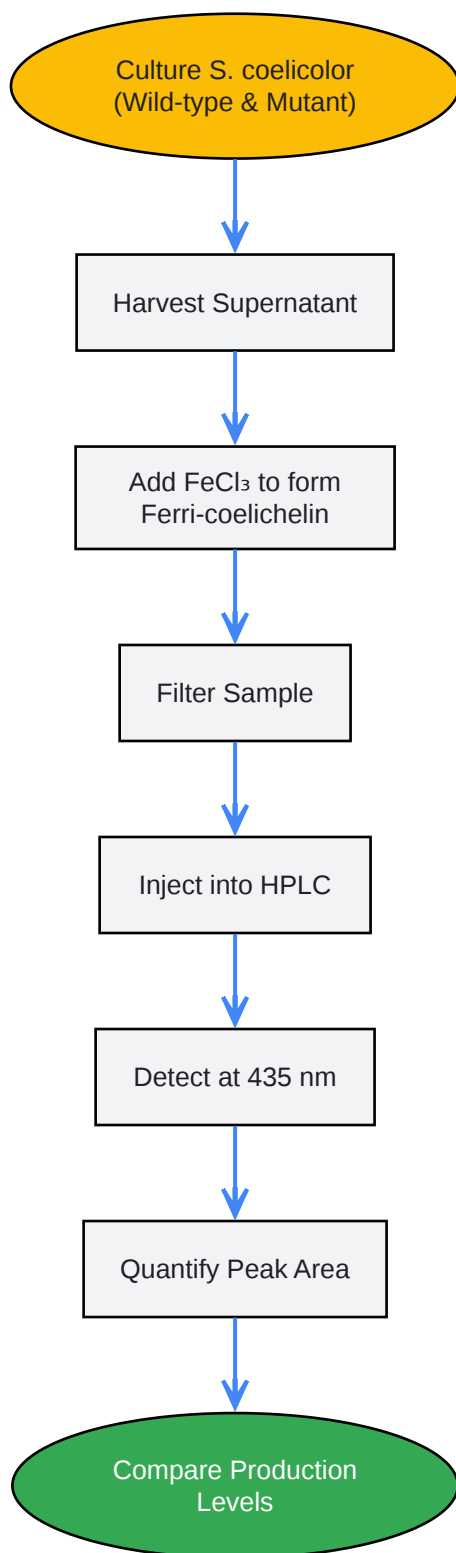 Culture S. coelicolor
(Wild-type & Mutant)
Harvest Supernatant
Add FeCl₃ to form
Ferri-coelichelin
Filter Sample
Inject into HPLC
Detect at 435 nm
Quantify Peak Area
Compare Production
Levels